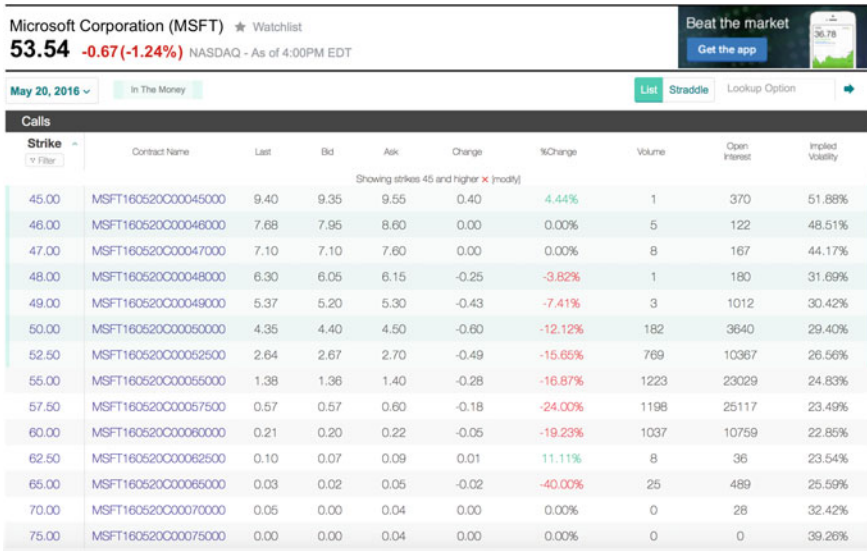 Microsoft Corporation (MSFT) ★ Watchlist
53.54 -0.67(-1.24%) NASDAQ - As of 4:00PM EDT
Beat the market
Get the app
36.78
May 20, 2016
In The Money
List Straddle Lookup Option
Calls
Strike Contract Name Last Bid Ask Change %Change Volume Open Interest Implied Volatility
Filter
Showing strikes 45 and higher × [modify]
45.00 MSFT160520C00045000 9.40 9.35 9.55 0.40 4.44% 1 370 51.88%
46.00 MSFT160520C00046000 7.68 7.95 8.60 0.00 0.00% 5 122 48.51%
47.00 MSFT160520C00047000 7.10 7.10 7.60 0.00 0.00% 8 167 44.17%
48.00 MSFT160520C00048000 6.30 6.05 6.15 -0.25 -3.82% 1 180 31.69%
49.00 MSFT160520C00049000 5.37 5.20 5.30 -0.43 -7.41% 3 1012 30.42%
50.00 MSFT160520C00050000 4.35 4.40 4.50 -0.60 -12.12% 182 3640 29.40%
52.50 MSFT160520C00052500 2.64 2.67 2.70 -0.49 -15.65% 769 10367 26.56%
55.00 MSFT160520C00055000 1.38 1.36 1.40 -0.28 -16.87% 1223 23029 24.83%
57.50 MSFT160520C00057500 0.57 0.57 0.60 -0.18 -24.00% 1198 25117 23.49%
60.00 MSFT160520C00060000 0.21 0.20 0.22 -0.05 -19.23% 1037 10759 22.85%
62.50 MSFT160520C00062500 0.10 0.07 0.09 0.01 11.11% 8 36 23.54%
65.00 MSFT160520C00065000 0.03 0.02 0.05 -0.02 -40.00% 25 489 25.59%
70.00 MSFT160520C00070000 0.05 0.00 0.04 0.00 0.00% 0 28 32.42%
75.00 MSFT160520C00075000 0.00 0.00 0.04 0.00 0.00% 0 0 39.26%